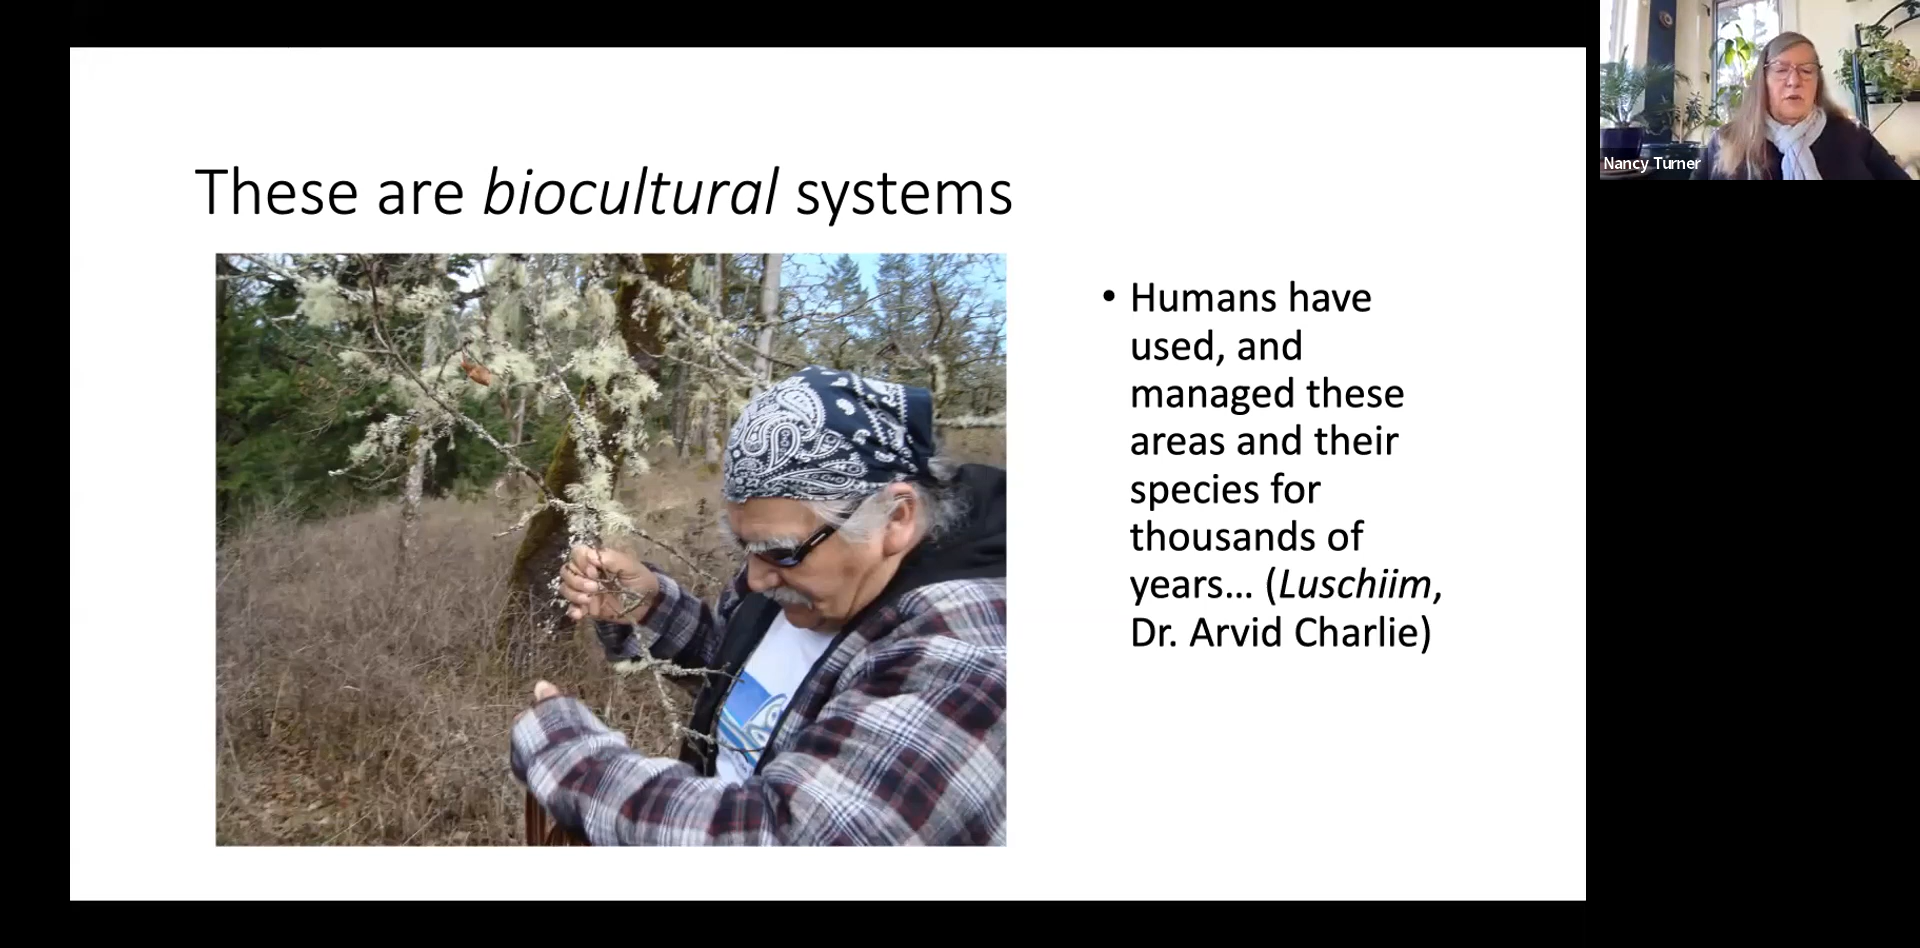 These are biocultural systems
• Humans have
used, and
managed these
areas and their
species for
thousands of
years... (Luschiim,
Dr. Arvid Charlie)
Nancy Turner